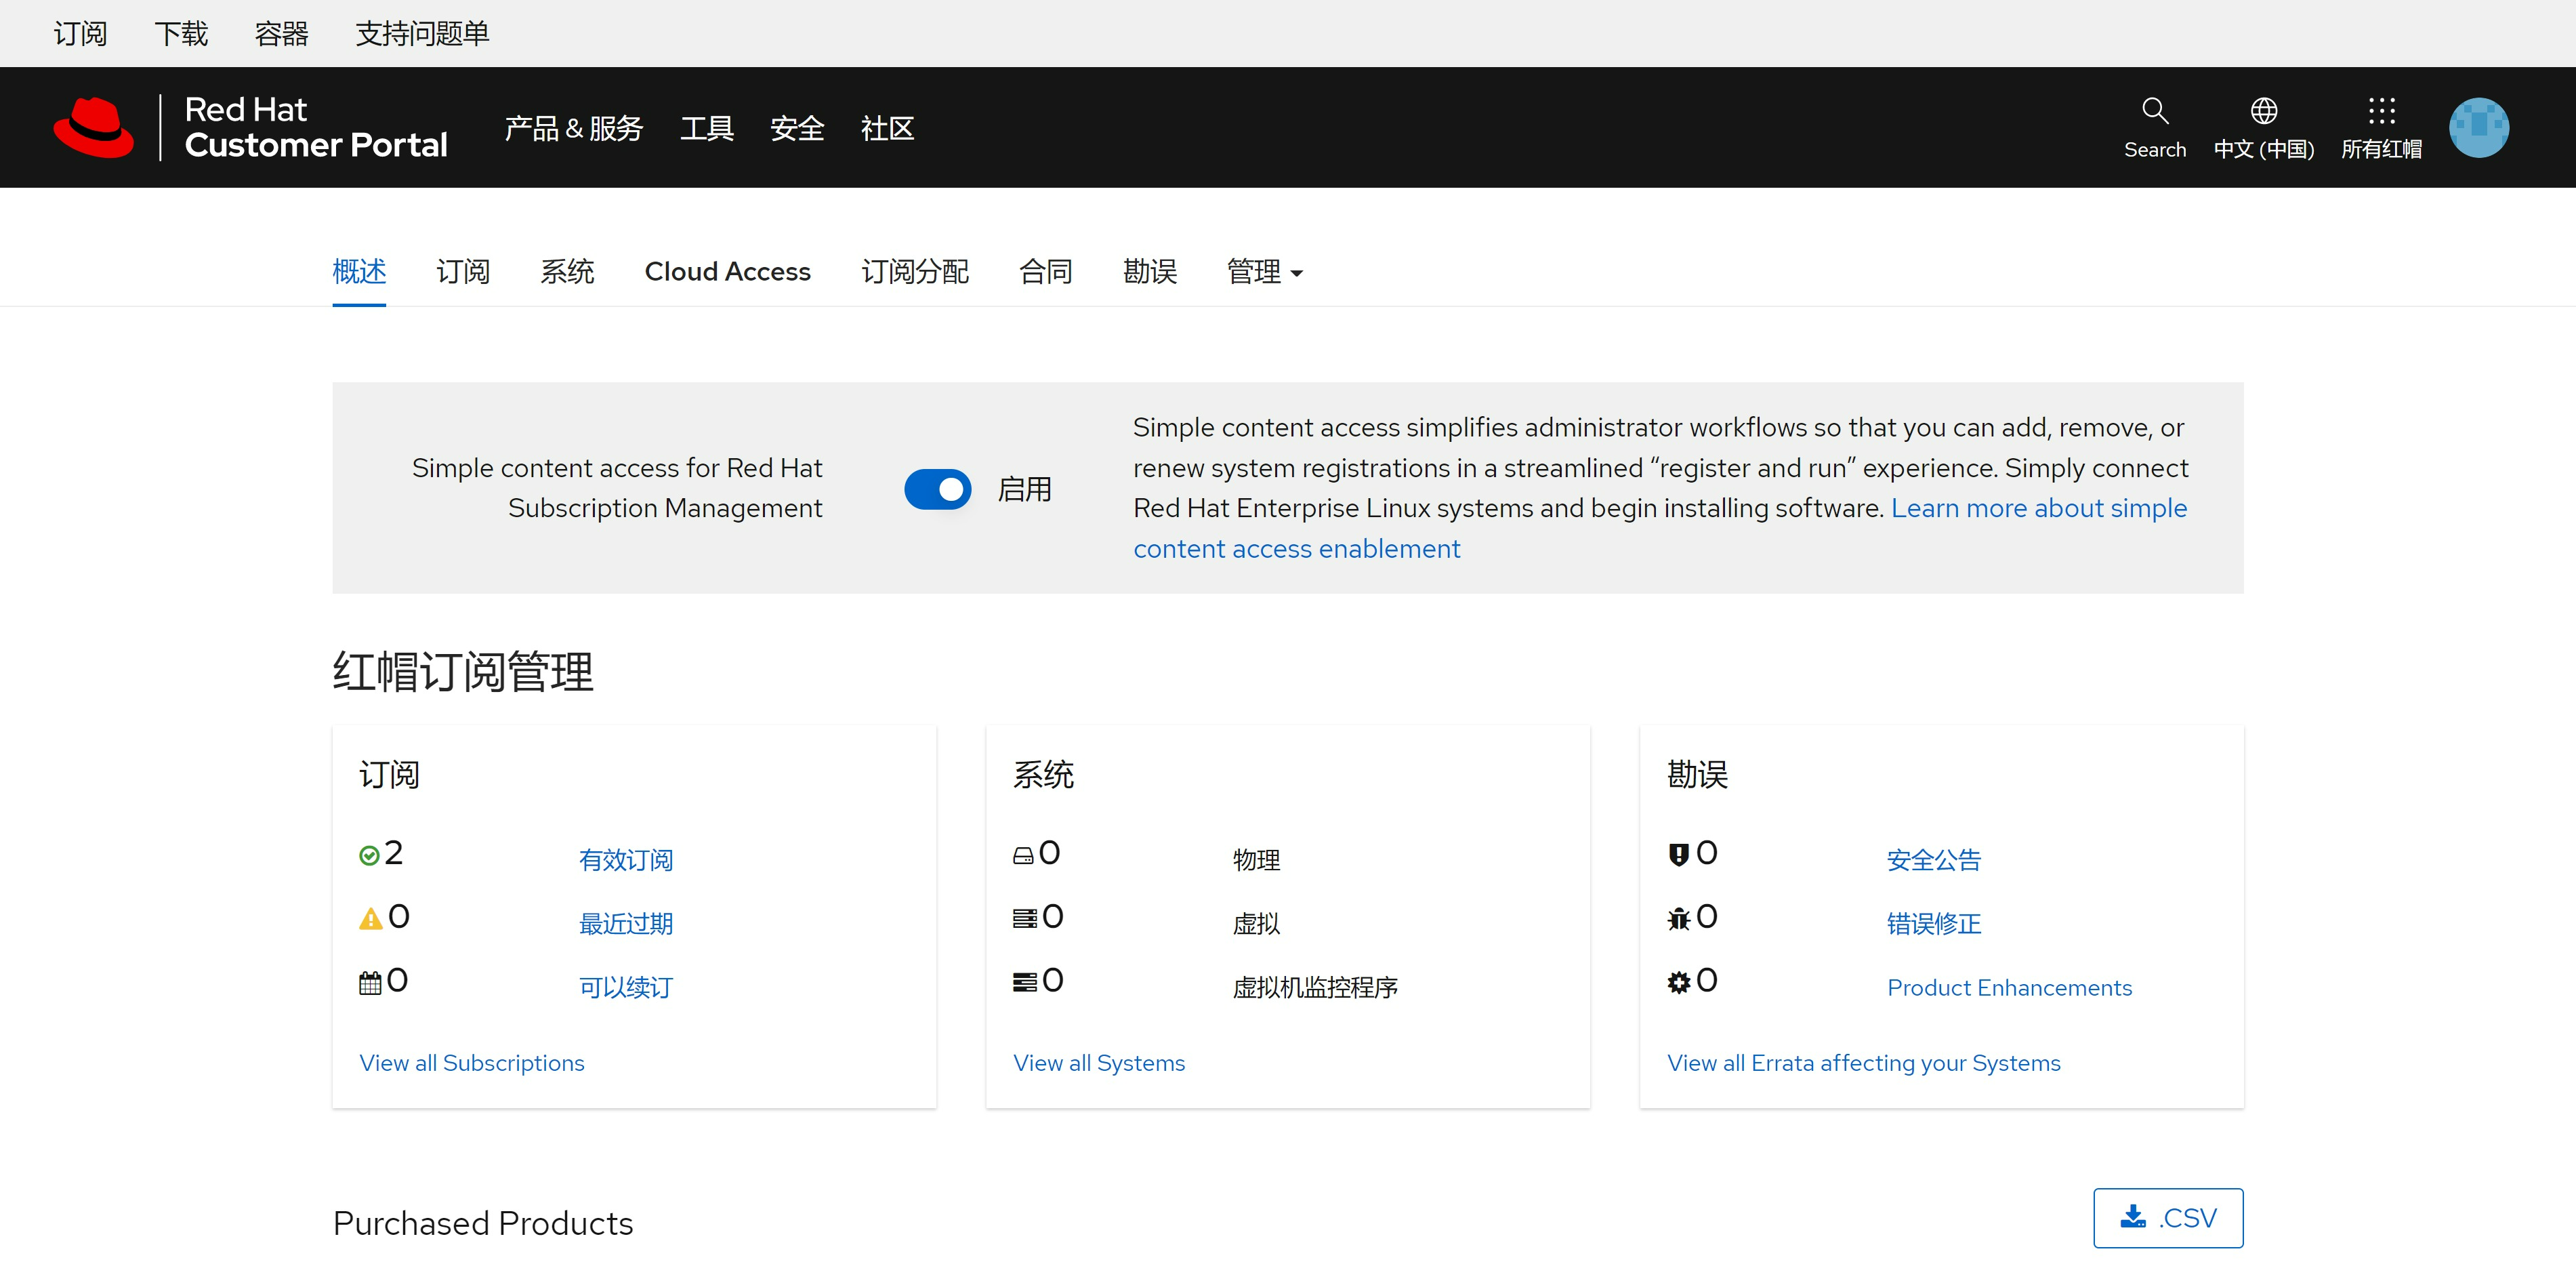 订阅 下载 容器 支持问题单
Red Hat
Customer Portal
产品 & 服务 工具 安全 社区
Search 中文 (中国) 所有红帽
概述 订阅 系统 Cloud Access 订阅分配 合同 勘误 管理
Simple content access for Red Hat
Subscription Management
启用
Simple content access simplifies administrator workflows so that you can add, remove, or
renew system registrations in a streamlined “register and run” experience. Simply connect
Red Hat Enterprise Linux systems and begin installing software. Learn more about simple
content access enablement
红帽订阅管理
订阅
2 有效订阅
0 最近过期
0 可以续订
View all Subscriptions
系统
0 物理
0 虚拟
0 虚拟机监控程序
View all Systems
勘误
0 安全公告
0 错误修正
0 Product Enhancements
View all Errata affecting your Systems
Purchased Products
.CSV